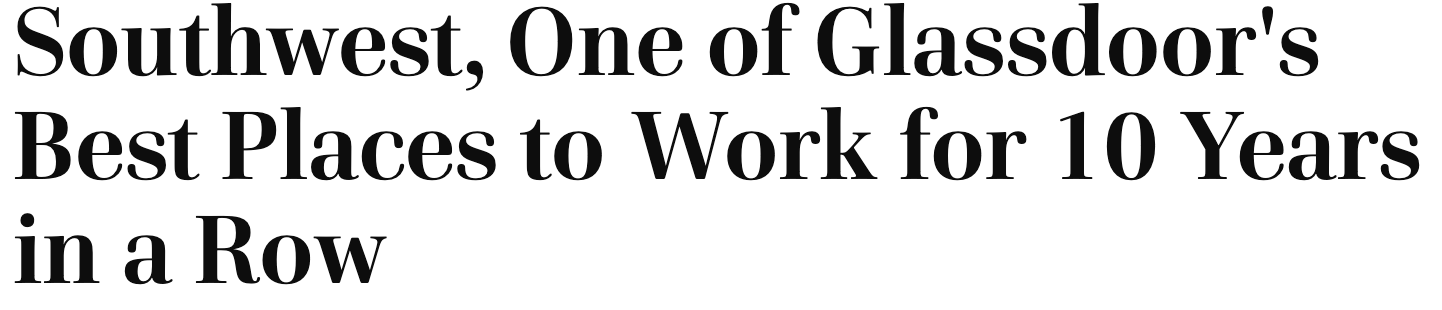 Southwest, One of Glassdoor's
Best Places to Work for 10 Years
in a Row